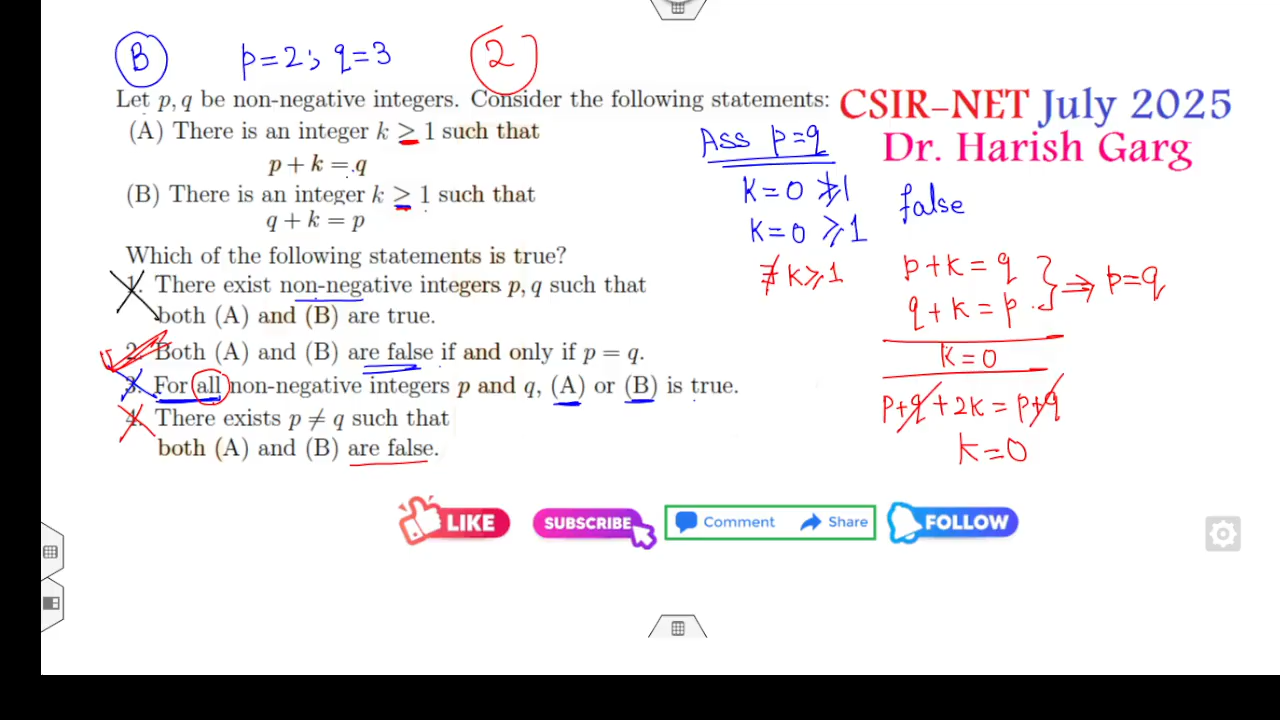 B p=2; q=3 2
Let p, q be non-negative integers. Consider the following statements:
(A) There is an integer k ≥ 1 such that
p + k = q
(B) There is an integer k ≥ 1 such that
q + k = p
Which of the following statements is true?
1. There exist non-negative integers p, q such that
both (A) and (B) are true.
2. Both (A) and (B) are false if and only if p = q.
3. For all non-negative integers p and q, (A) or (B) is true.
4. There exists p ≠ q such that
both (A) and (B) are false.
CSIR-NET July 2025
Dr. Harish Garg
Ass p=q
k=0 ≱1
k=0 ≥1
false
∄ k≥1
p+k=q
q+k=p
⇒ p=q
k=0
p+q+2k=p+q
k=0
LIKE
SUBSCRIBE
Comment
Share
FOLLOW